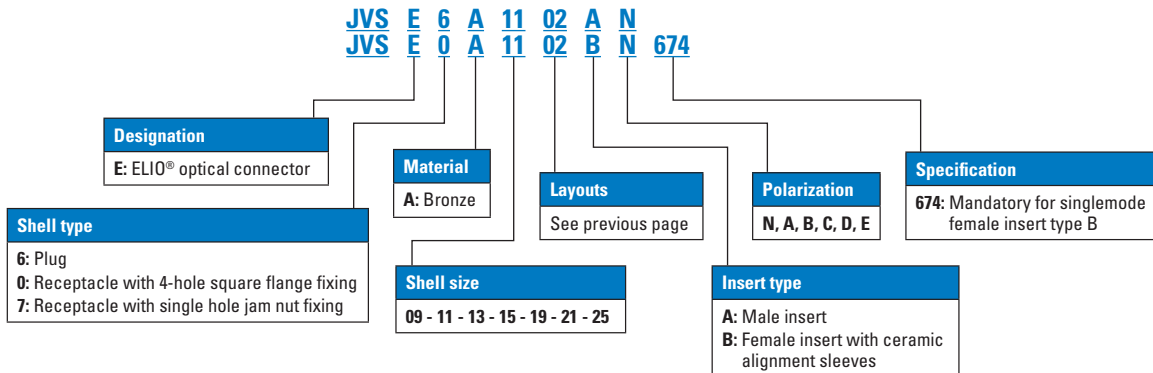 JVS E 6 A 11 02 A N
JVS E 0 A 11 02 B N 674
Designation
E: ELIO® optical connector
Shell type
6: Plug
0: Receptacle with 4-hole square flange fixing
7: Receptacle with single hole jam nut fixing
Material
A: Bronze
Shell size
09 - 11 - 13 - 15 - 19 - 21 - 25
Layouts
See previous page
Insert type
A: Male insert
B: Female insert with ceramic
alignment sleeves
Polarization
N, A, B, C, D, E
Specification
674: Mandatory for singlemode
female insert type B